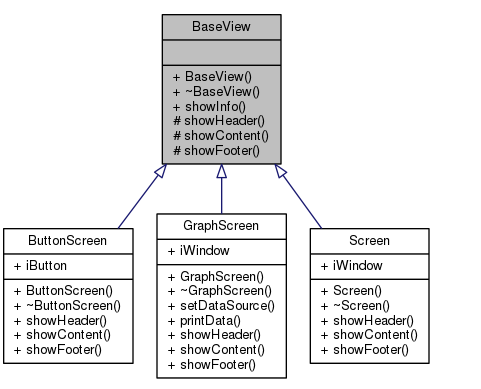 BaseView
+ BaseView()
+ ~BaseView()
+ showInfo()
# showHeader()
# showContent()
# showFooter()
ButtonScreen
+ iButton
+ ButtonScreen()
+ ~ButtonScreen()
+ showHeader()
+ showContent()
+ showFooter()
GraphScreen
+ iWindow
+ GraphScreen()
+ ~GraphScreen()
+ setDataSource()
+ printData()
+ showHeader()
+ showContent()
+ showFooter()
Screen
+ iWindow
+ Screen()
+ ~Screen()
+ showHeader()
+ showContent()
+ showFooter()